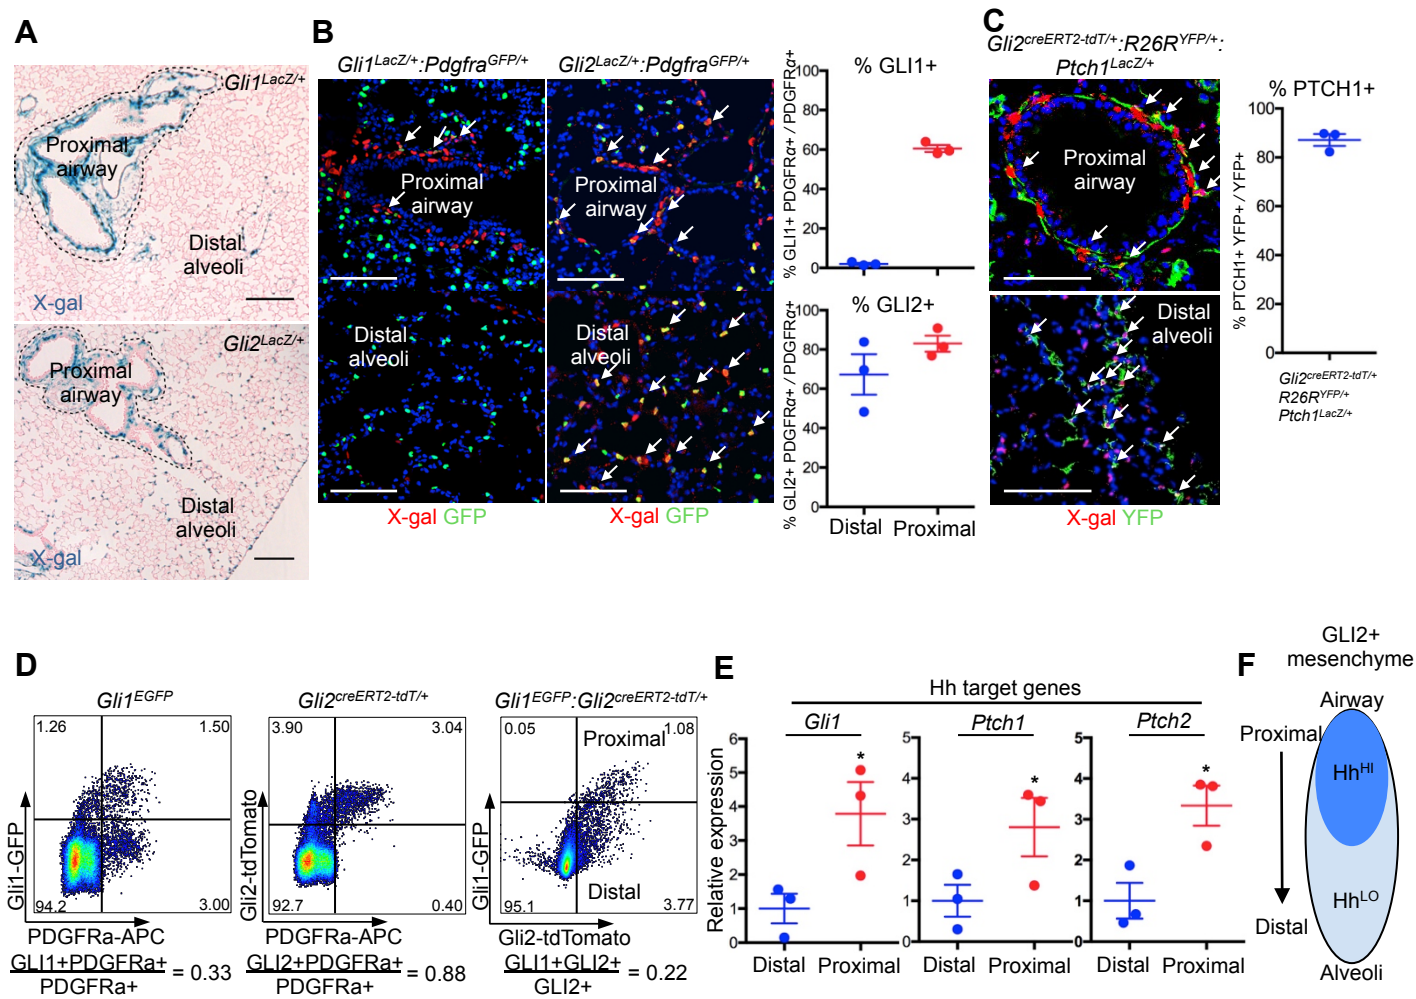 A
Gli1LacZ/+
Proximal
airway
Distal
alveoli
X-gal
Gli2LacZ/+
Proximal
airway
Distal
alveoli
X-gal
B
Gli1LacZ/+:PdgfraGFP/+
Gli2LacZ/+:PdgfraGFP/+
Proximal
airway
Proximal
airway
Distal
alveoli
Distal
alveoli
X-gal GFP
X-gal GFP
% GLI1+
% GLI1+ PDGFRα+ / PDGFRα+
100
80
60
40
20
0
% GLI2+
% GLI2+ PDGFRα+ / PDGFRα+
100
80
60
40
20
0
Distal Proximal
C
Gli2creERT2-tdT/+:R26RYFP/+:
Ptch1LacZ/+
Proximal
airway
Distal
alveoli
X-gal YFP
% PTCH1+
% PTCH1+ YFP+ / YFP+
100
80
60
40
20
0
Gli2creERT2-tdT/+
R26RYFP/+
Ptch1LacZ/+
D
Gli1EGFP
1.26 1.50
94.2 3.00
Gli1-GFP
PDGFRa-APC
GLI1+PDGFRa+
PDGFRa+
= 0.33
Gli2creERT2-tdT/+
3.90 3.04
92.7 0.40
Gli2-tdTomato
PDGFRa-APC
GLI2+PDGFRa+
PDGFRa+
= 0.88
Gli1EGFP:Gli2creERT2-tdT/+
0.05 1.08
Proximal
Distal
95.1 3.77
Gli1-GFP
Gli2-tdTomato
GLI1+GLI2+
GLI2+
= 0.22
E
Hh target genes
Gli1
Relative expression
6
5
4
3
2
1
0
*
Distal Proximal
Ptch1
5
4
3
2
1
0
*
Distal Proximal
Ptch2
5
4
3
2
1
0
*
Distal Proximal
F
GLI2+
mesenchyme
Airway
Proximal
HhHI
HhLO
Distal
Alveoli